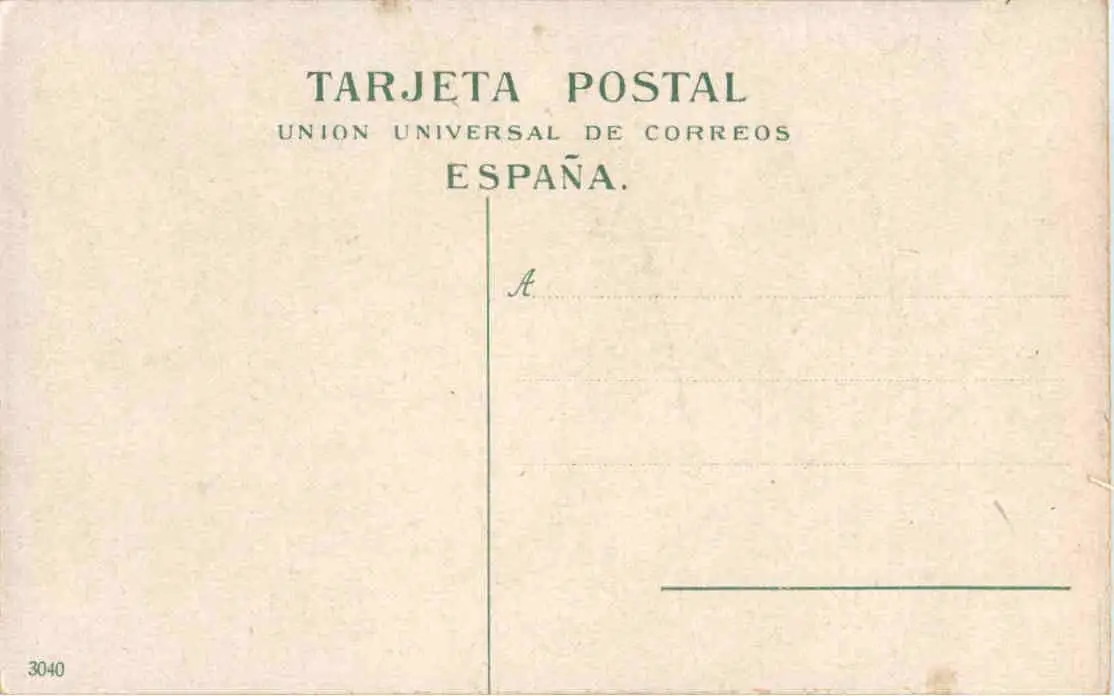 TARJETA POSTAL
UNION UNIVERSAL DE CORREOS
ESPAÑA.
A
3040